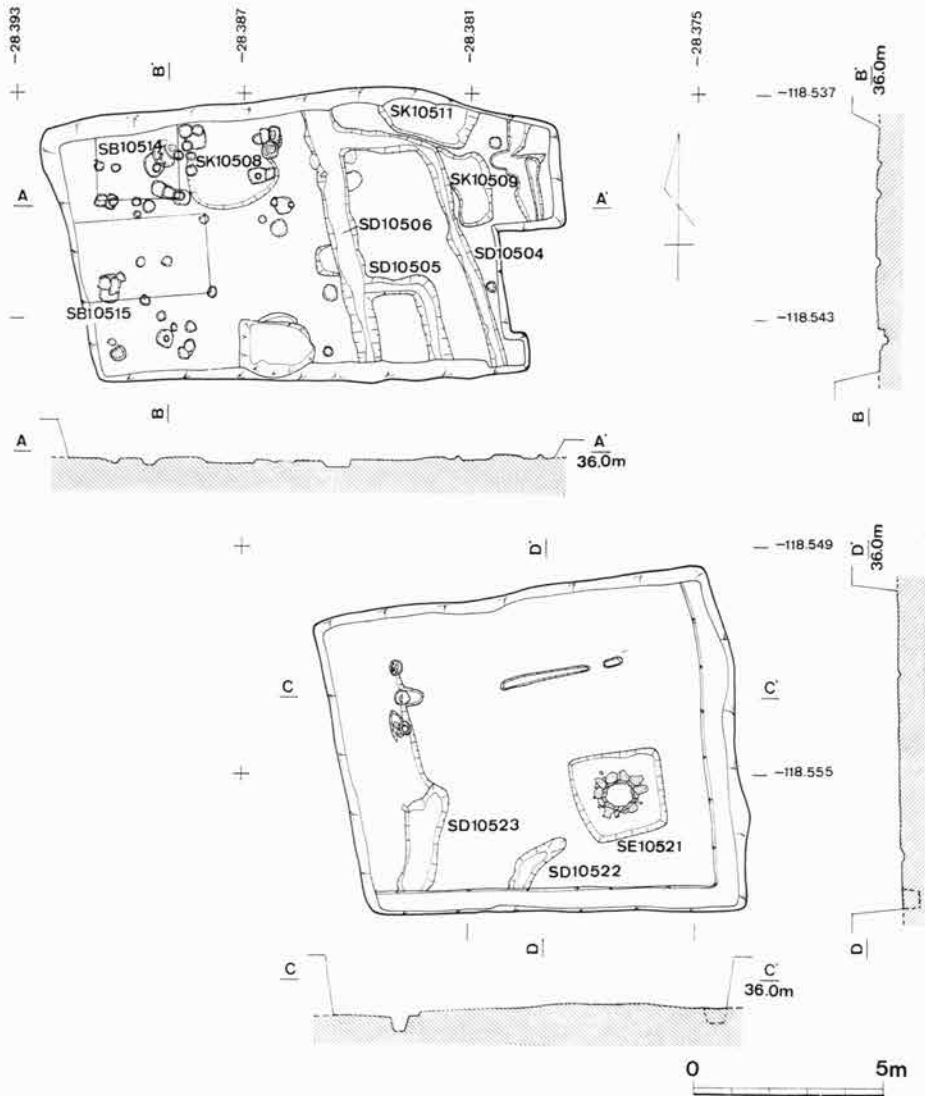 -28.393
-28.387
-28.381
-28.375
B'
B'
36.0m
-118.537
SK10511
SB10514
SK10508
SK10509
A
A'
SD10506
SD10504
SD10505
SB10515
-118.543
B
B
A
A'
36.0m
D'
-118.549
D'
36.0m
C
C'
-118.555
SD10523
SE10521
SD10522
D
D
C
C'
36.0m
0 5m